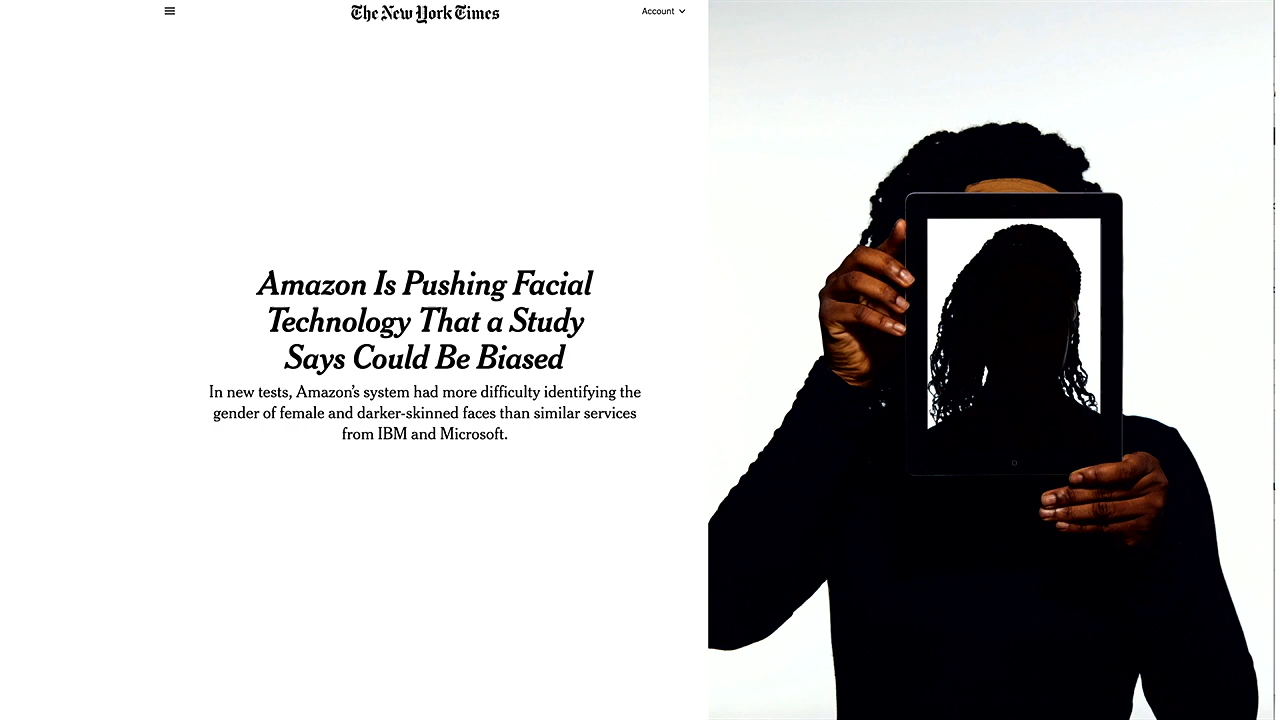 The New York Times
Account
Amazon Is Pushing Facial
Technology That a Study
Says Could Be Biased
In new tests, Amazon's system had more difficulty identifying the
gender of female and darker-skinned faces than similar services
from IBM and Microsoft.